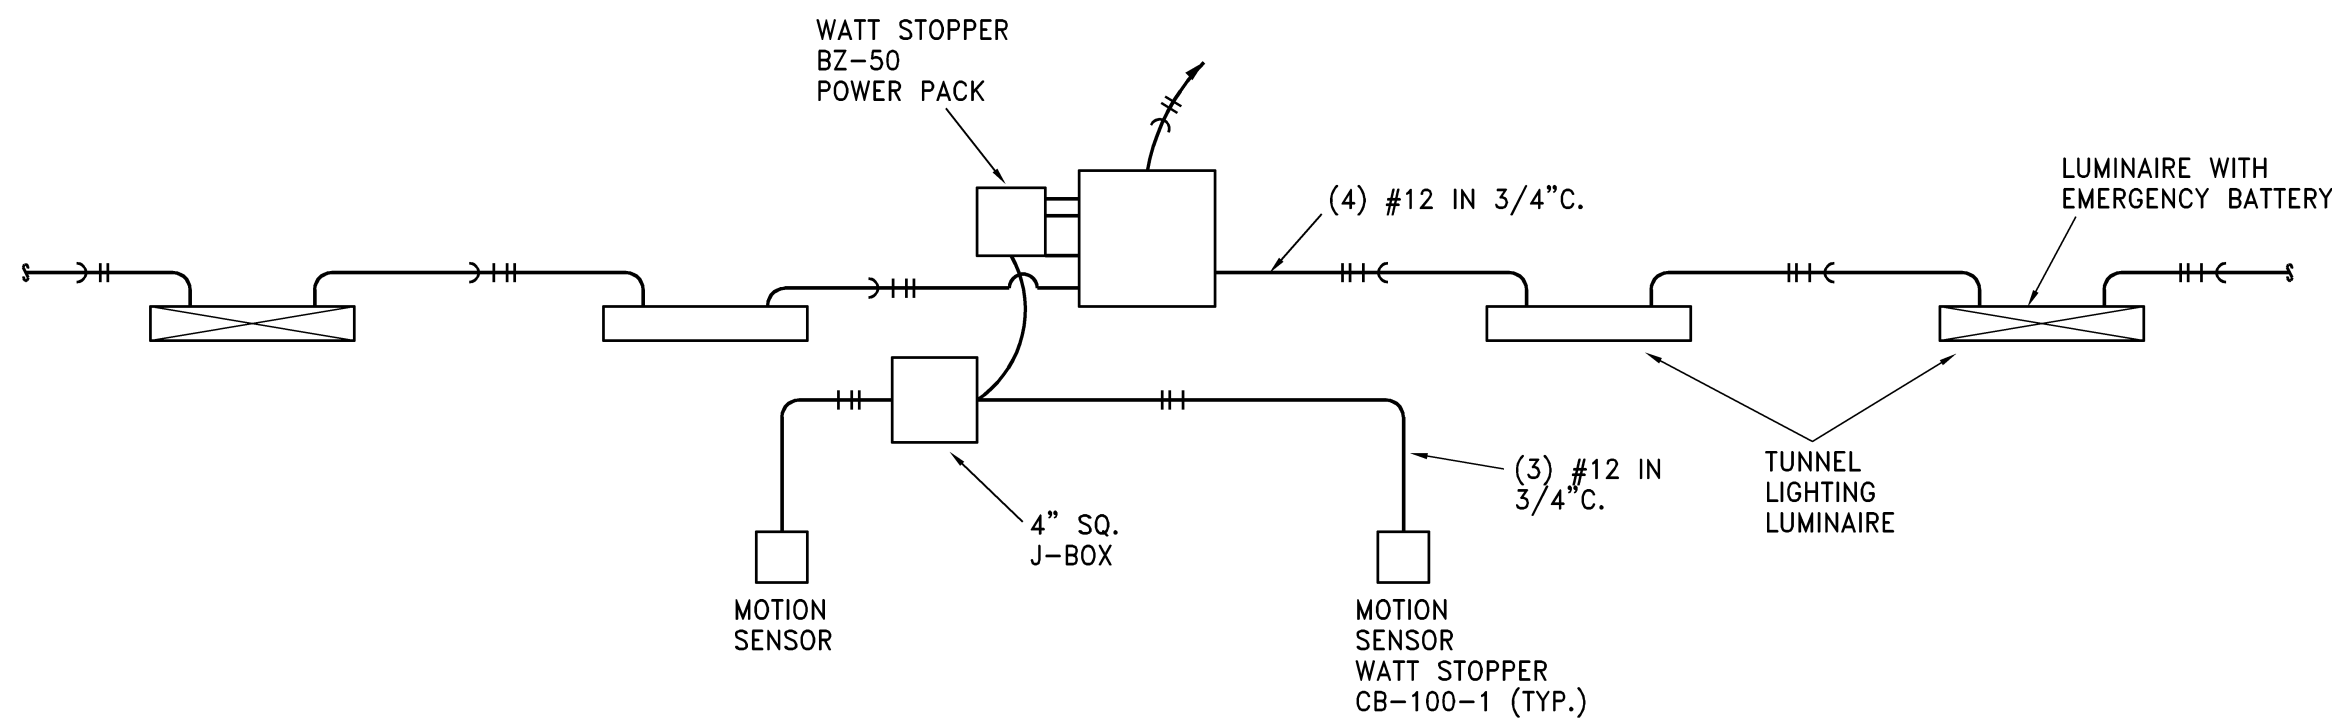 WATT STOPPER
BZ-50
POWER PACK
(4) #12 IN 3/4"C.
LUMINAIRE WITH
EMERGENCY BATTERY
TUNNEL
LIGHTING
LUMINAIRE
(3) #12 IN
3/4"C.
4" SQ.
J-BOX
MOTION
SENSOR
MOTION
SENSOR
WATT STOPPER
CB-100-1 (TYP.)